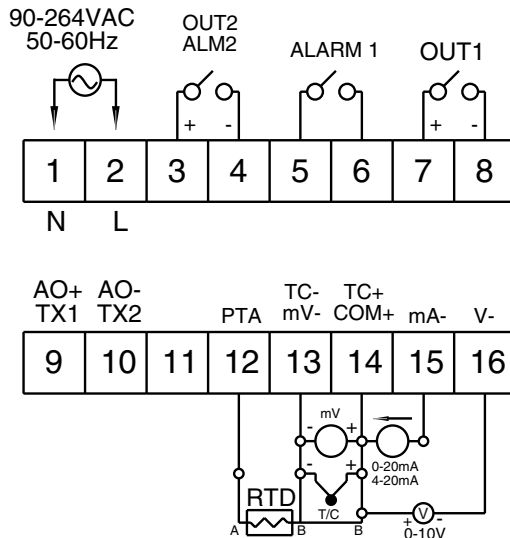 90-264VAC
50-60Hz
OUT2
ALM2
ALARM 1
OUT1
+ -
+ -
1 2 3 4 5 6 7 8
N L
AO+ AO- TC- TC+
TX1 TX2 PTA mV- COM+ mA- V-
9 10 11 12 13 14 15 16
mV
- +
0-20mA
4-20mA
- +
T/C
RTD
A B B
+ V -
0-10V